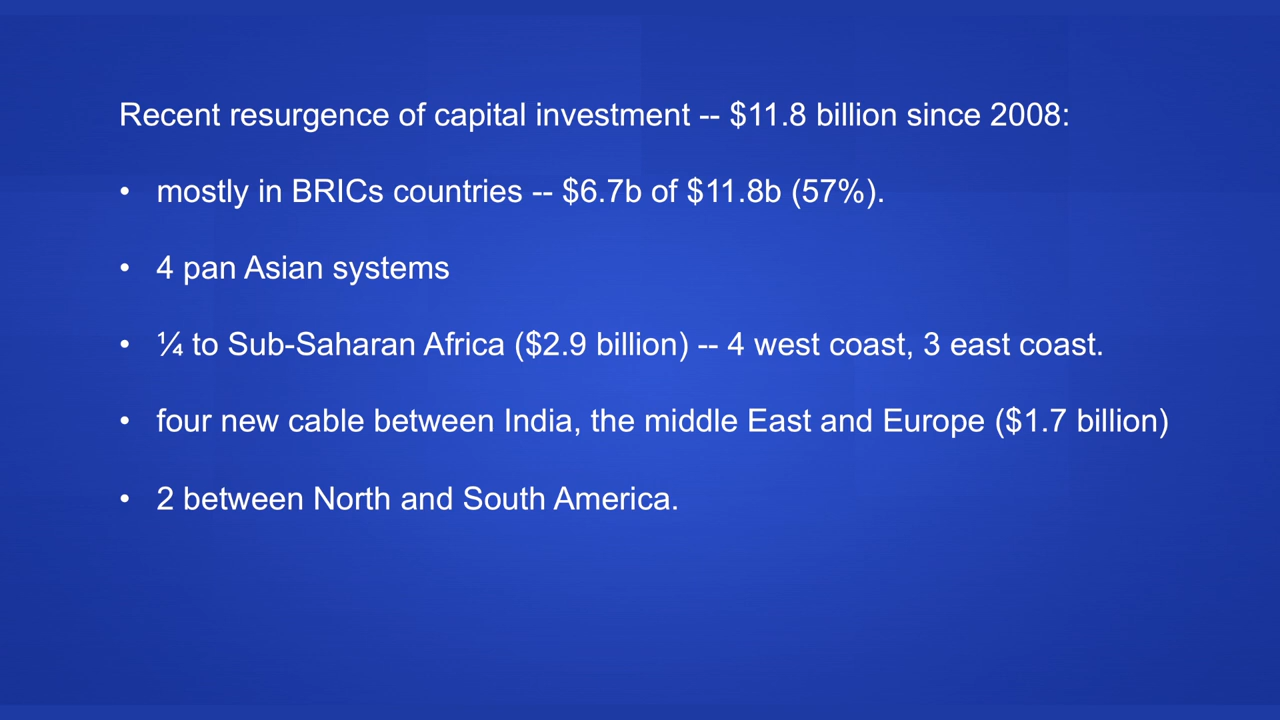 Recent resurgence of capital investment -- $11.8 billion since 2008:
• mostly in BRICs countries -- $6.7b of $11.8b (57%).
• 4 pan Asian systems
• ¼ to Sub-Saharan Africa ($2.9 billion) -- 4 west coast, 3 east coast.
• four new cable between India, the middle East and Europe ($1.7 billion)
• 2 between North and South America.